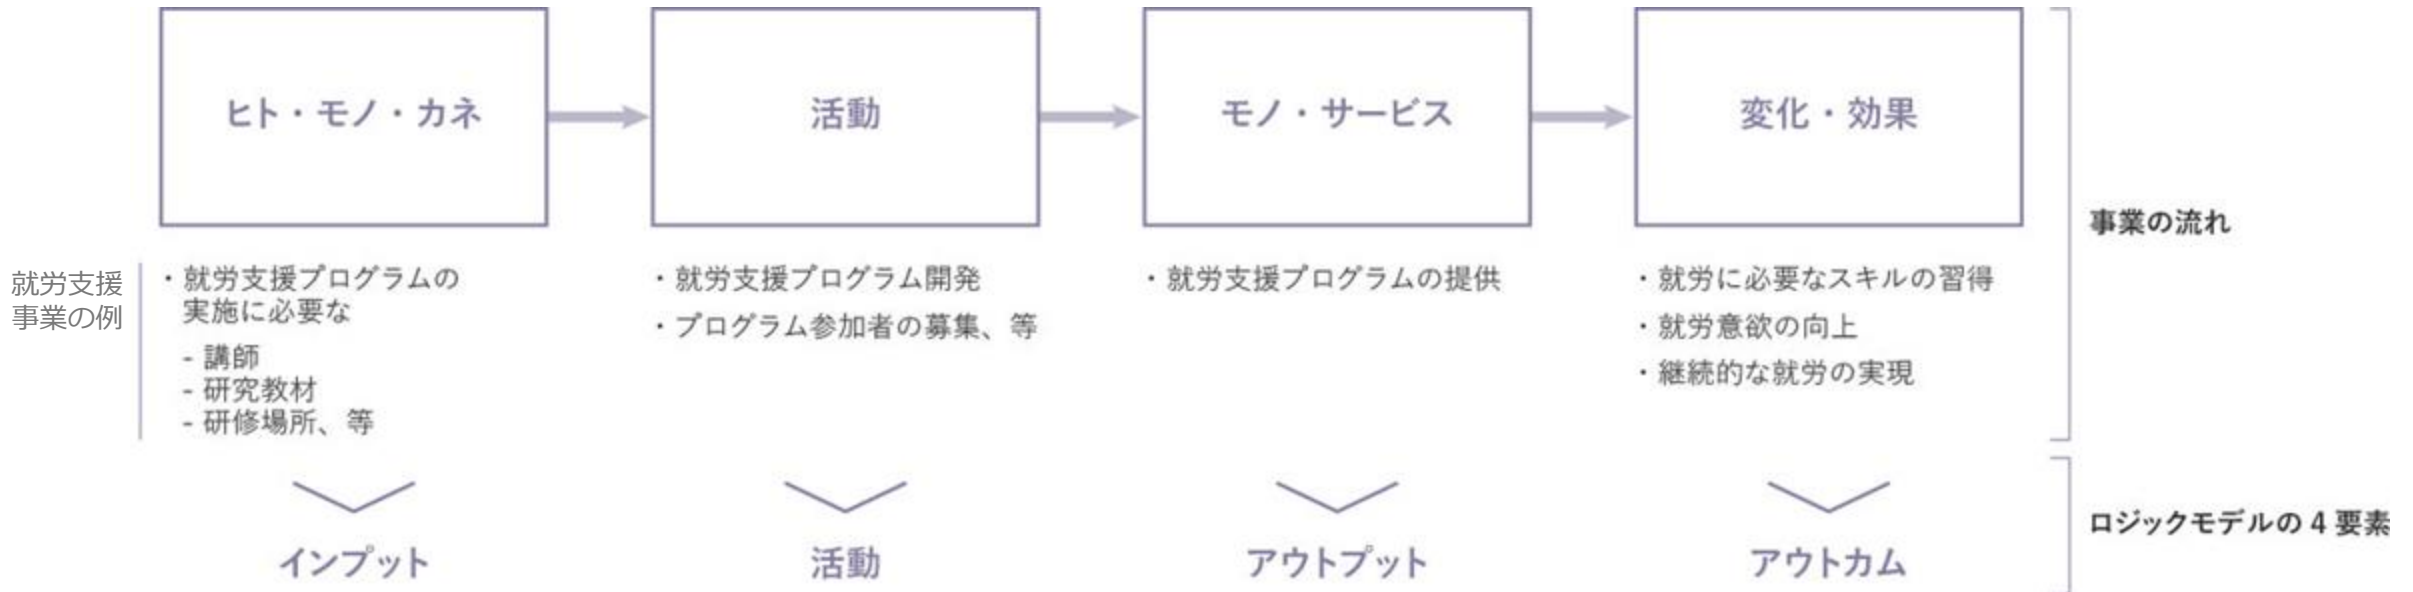 ヒト・モノ・カネ
活動
モノ・サービス
変化・効果
事業の流れ
就労支援
事業の例
・就労支援プログラムの
実施に必要な
- 講師
- 研究教材
- 研修場所、等
・就労支援プログラム開発
・プログラム参加者の募集、等
・就労支援プログラムの提供
・就労に必要なスキルの習得
・就労意欲の向上
・継続的な就労の実現
インプット
活動
アウトプット
アウトカム
ロジックモデルの4要素